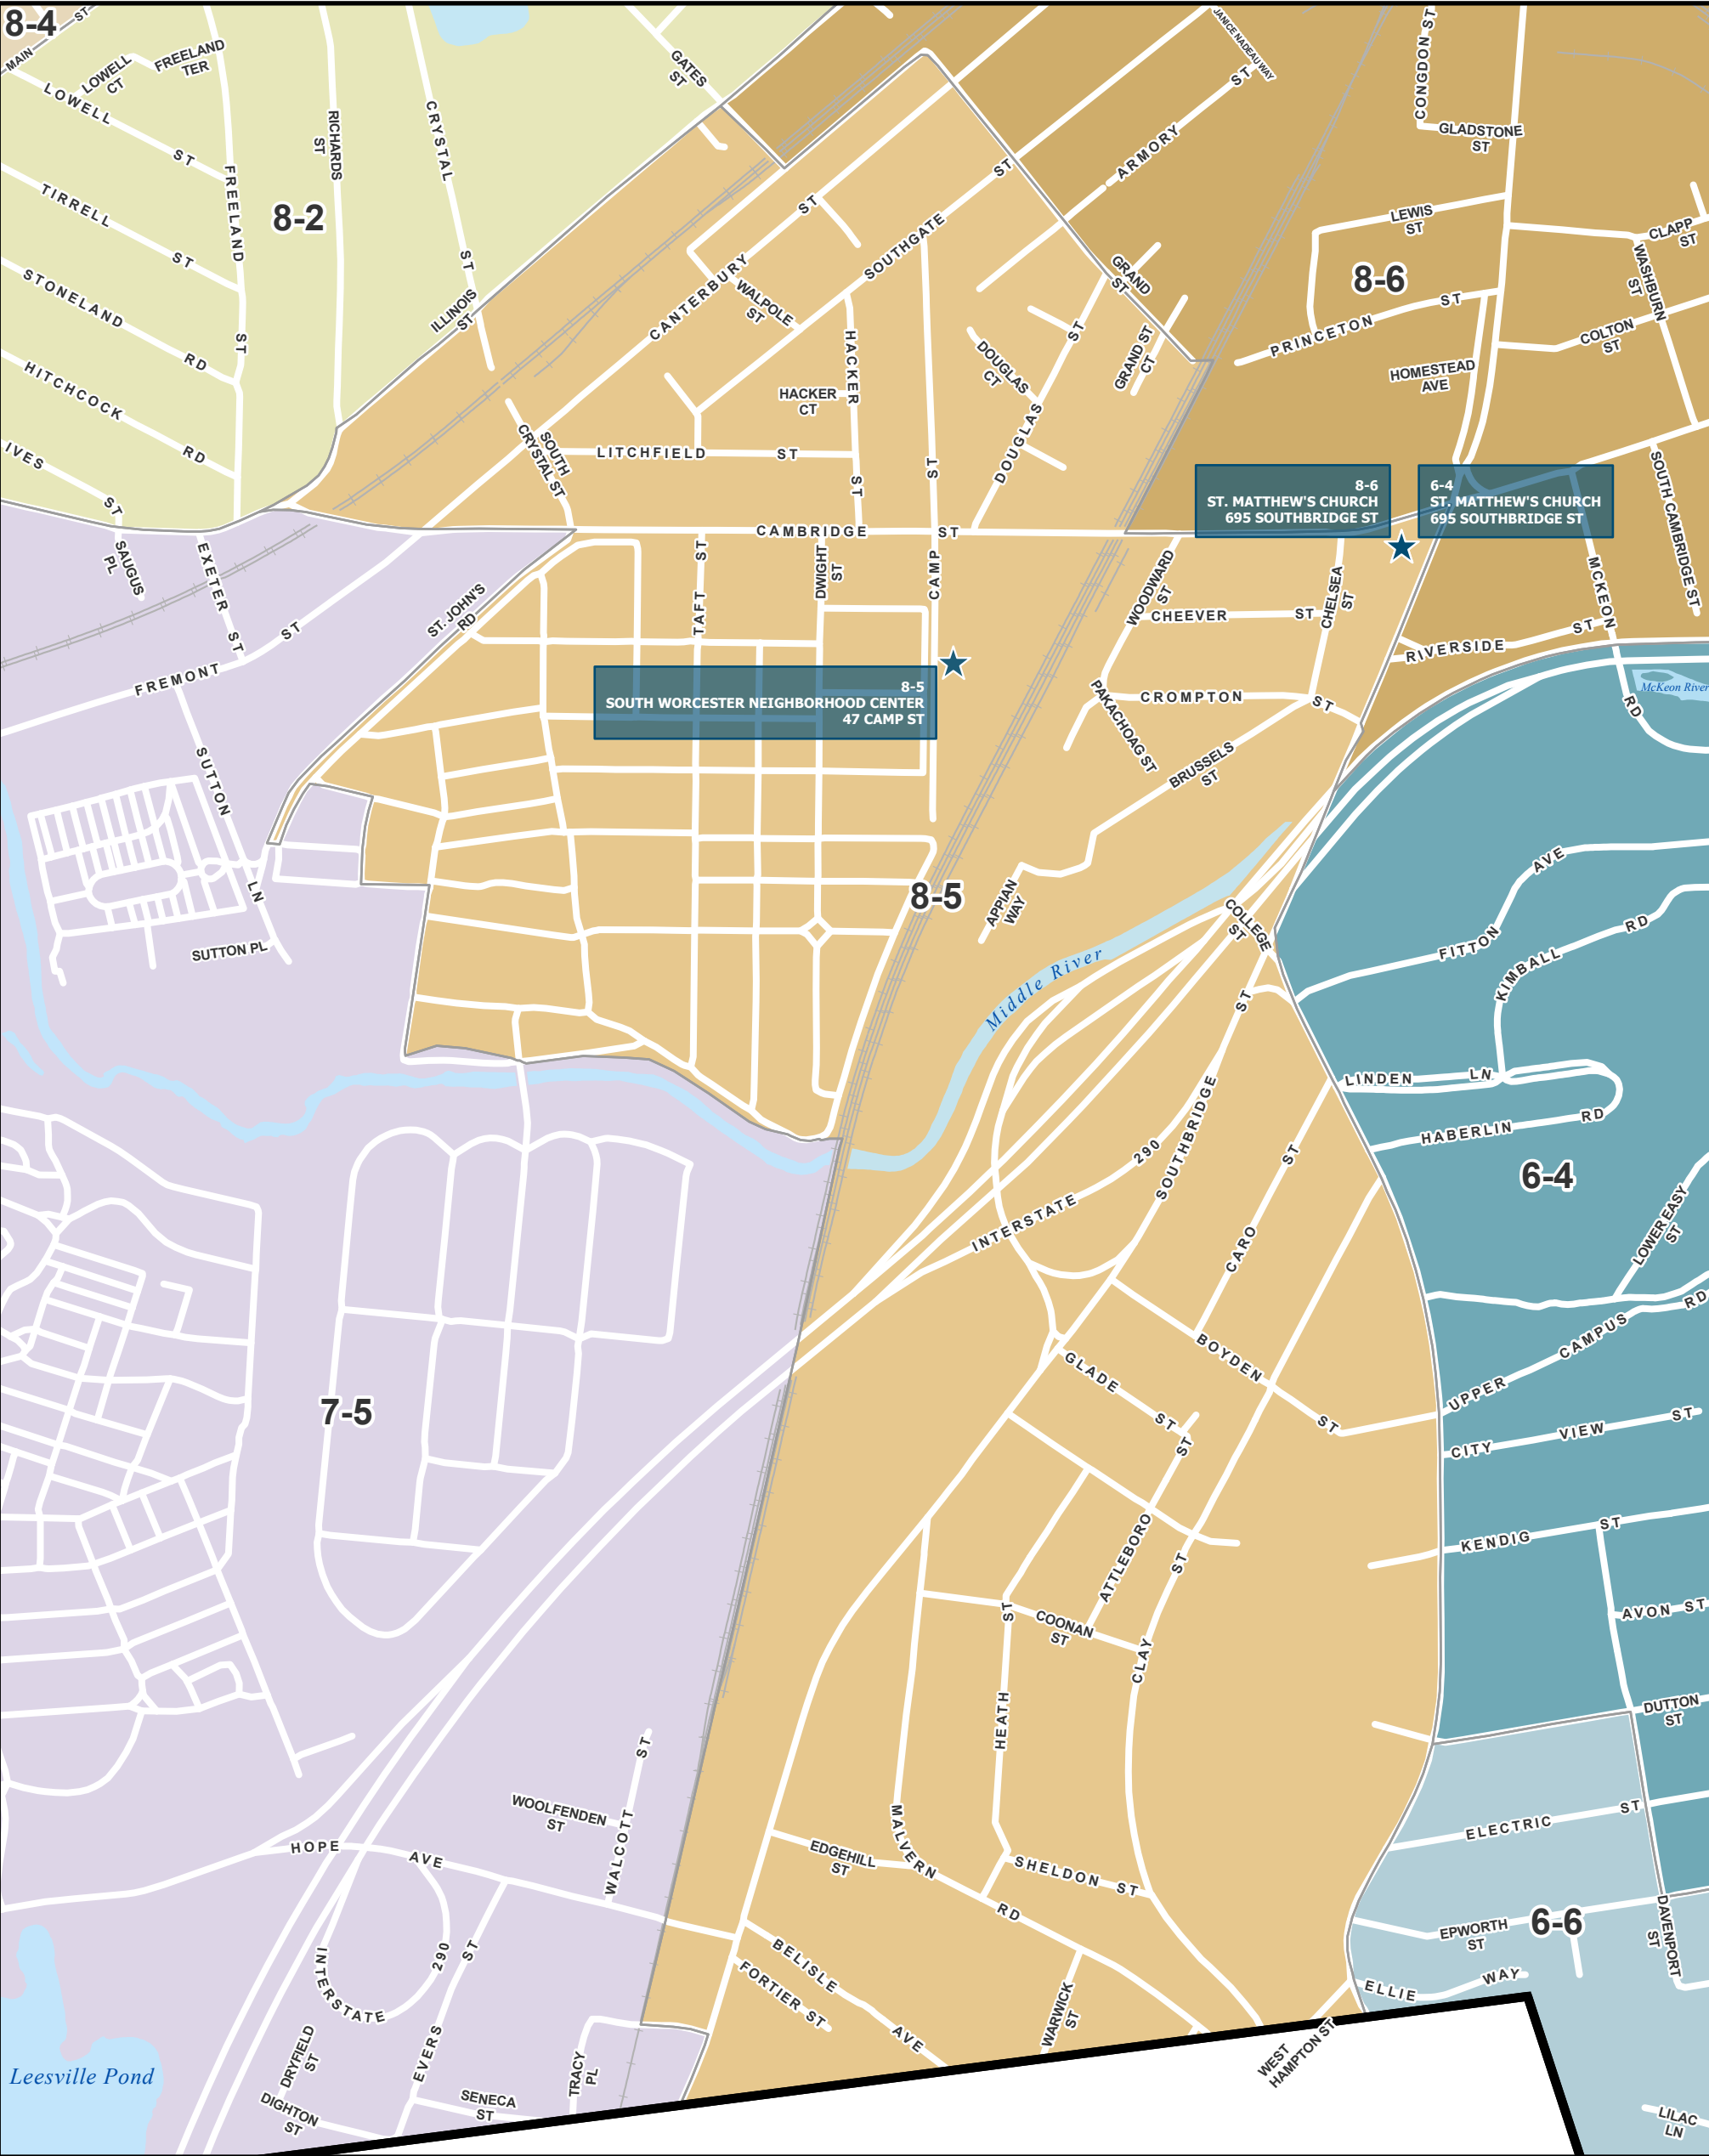 8-4
MAIN ST
LOWELL
CT
FREELAND
TER
LOWELL ST
RICHARDS
ST
CRYSTAL ST
GATES
ST
JANICE NADEAU WAY
ST
ARMORY
CONGDON ST
GLADSTONE
ST
FREELAND ST
TIRRELL ST
8-2
STONELAND RD
HITCHCOCK RD
IVES ST
ILLINOIS
ST
CANTERBURY ST
SOUTHGATE ST
WALPOLE
ST
HACKER ST
HACKER
CT
DOUGLAS
CT
DOUGLAS ST
GRAND
ST
GRAND ST
CT
LEWIS
ST
8-6
PRINCETON ST
CLAPP
ST
WASHBURN
ST
COLTON
ST
HOMESTEAD
AVE
SOUTH
CRYSTAL ST
LITCHFIELD ST
CAMBRIDGE ST
CAMP ST
8-6
ST. MATTHEW'S CHURCH
695 SOUTHBRIDGE ST
6-4
ST. MATTHEW'S CHURCH
695 SOUTHBRIDGE ST
SOUTH CAMBRIDGE ST
SAUGUS
PL
EXETER ST
FREMONT ST
ST. JOHN'S
RD
TAFT ST
DWIGHT
ST
WOODWARD
ST
CHEEVER ST
CHELSEA
ST
MCKEON RD
RIVERSIDE ST
McKeon River
8-5
SOUTH WORCESTER NEIGHBORHOOD CENTER
47 CAMP ST
PAKACHOAG ST
CROMPTON ST
BRUSSELS
ST
SUTTON LN
SUTTON PL
8-5
APPIAN
WAY
COLLEGE
ST
Middle River
FITTON AVE
KIMBALL RD
LINDEN LN
HABERLIN RD
6-4
LOWER EASY
ST
SOUTHBRIDGE ST
INTERSTATE 290
CARO ST
BOYDEN ST
GLADE ST
UPPER CAMPUS RD
CITY VIEW ST
7-5
KENDIG ST
ATTLEBORO ST
AVON ST
COONAN
ST
HEATH ST
CLAY ST
DUTTON
ST
WOOLFENDEN
ST
WALCOTT ST
HOPE AVE
MALVERN RD
EDGEHILL
ST
SHELDON ST
ELECTRIC ST
6-6
EPWORTH
ST
DAVENPORT
ST
ELLIE WAY
INTERSTATE 290
EVERS ST
BELISLE AVE
FORTIER ST
WARWICK
ST
WEST
HAMPTON ST
DRYFIELD
ST
Leesville Pond
DIGHTON
ST
SENECA
ST
TRACY
PL
LILAC
LN